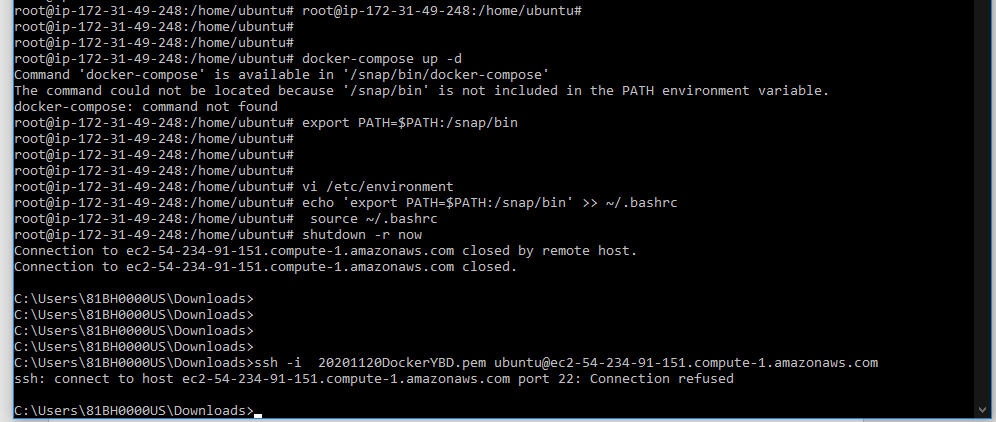 root@ip-172-31-49-248:/home/ubuntu# root@ip-172-31-49-248:/home/ubuntu#
root@ip-172-31-49-248:/home/ubuntu#
root@ip-172-31-49-248:/home/ubuntu#
root@ip-172-31-49-248:/home/ubuntu# docker-compose up -d
Command 'docker-compose' is available in '/snap/bin/docker-compose'
The command could not be located because '/snap/bin' is not included in the PATH environment variable.
docker-compose: command not found
root@ip-172-31-49-248:/home/ubuntu# export PATH=$PATH:/snap/bin
root@ip-172-31-49-248:/home/ubuntu#
root@ip-172-31-49-248:/home/ubuntu#
root@ip-172-31-49-248:/home/ubuntu#
root@ip-172-31-49-248:/home/ubuntu# vi /etc/environment
root@ip-172-31-49-248:/home/ubuntu# echo 'export PATH=$PATH:/snap/bin' >> ~/.bashrc
root@ip-172-31-49-248:/home/ubuntu#  source ~/.bashrc
root@ip-172-31-49-248:/home/ubuntu# shutdown -r now
Connection to ec2-54-234-91-151.compute-1.amazonaws.com closed by remote host.
Connection to ec2-54-234-91-151.compute-1.amazonaws.com closed.
C:\Users\81BH0000US\Downloads>
C:\Users\81BH0000US\Downloads>
C:\Users\81BH0000US\Downloads>
C:\Users\81BH0000US\Downloads>
C:\Users\81BH0000US\Downloads>ssh -i  20201120DockerYBD.pem ubuntu@ec2-54-234-91-151.compute-1.amazonaws.com
ssh: connect to host ec2-54-234-91-151.compute-1.amazonaws.com port 22: Connection refused
C:\Users\81BH0000US\Downloads>